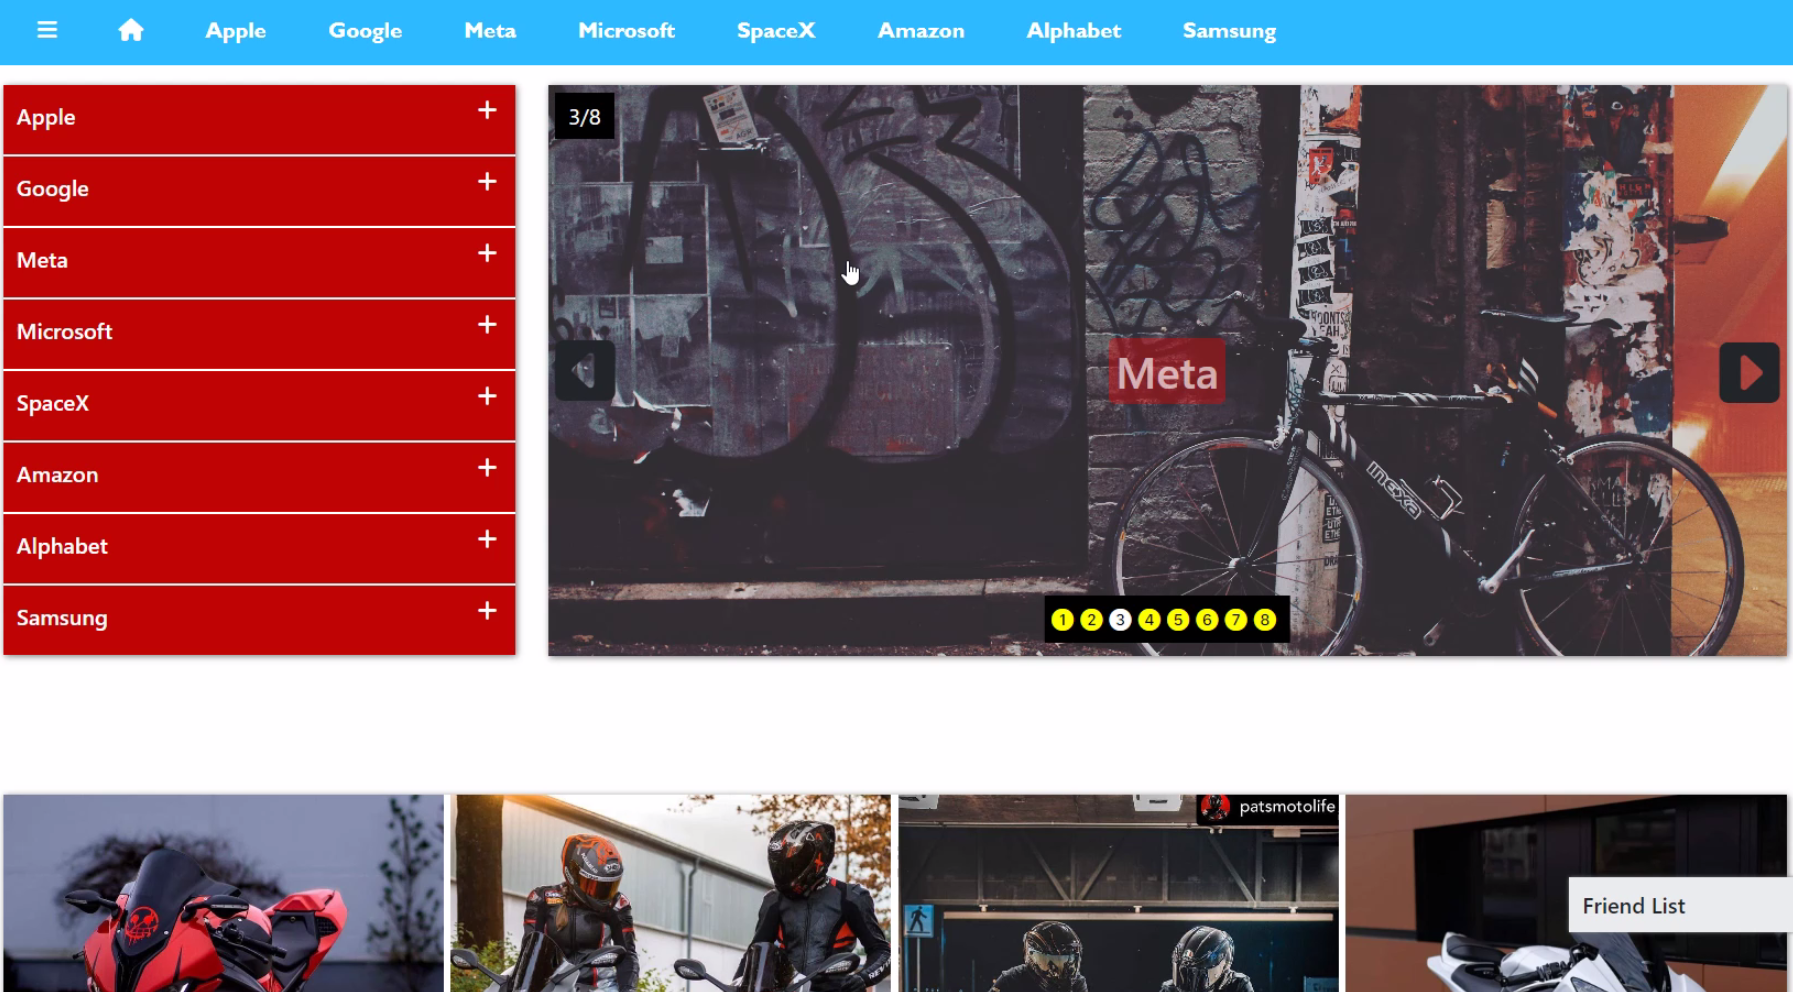 Apple Google Meta Microsoft SpaceX Amazon Alphabet Samsung
Apple
Google
Meta
Microsoft
SpaceX
Amazon
Alphabet
Samsung
3/8
Meta
INEXA
1 2 3 4 5 6 7 8
patsmotolife
Friend List